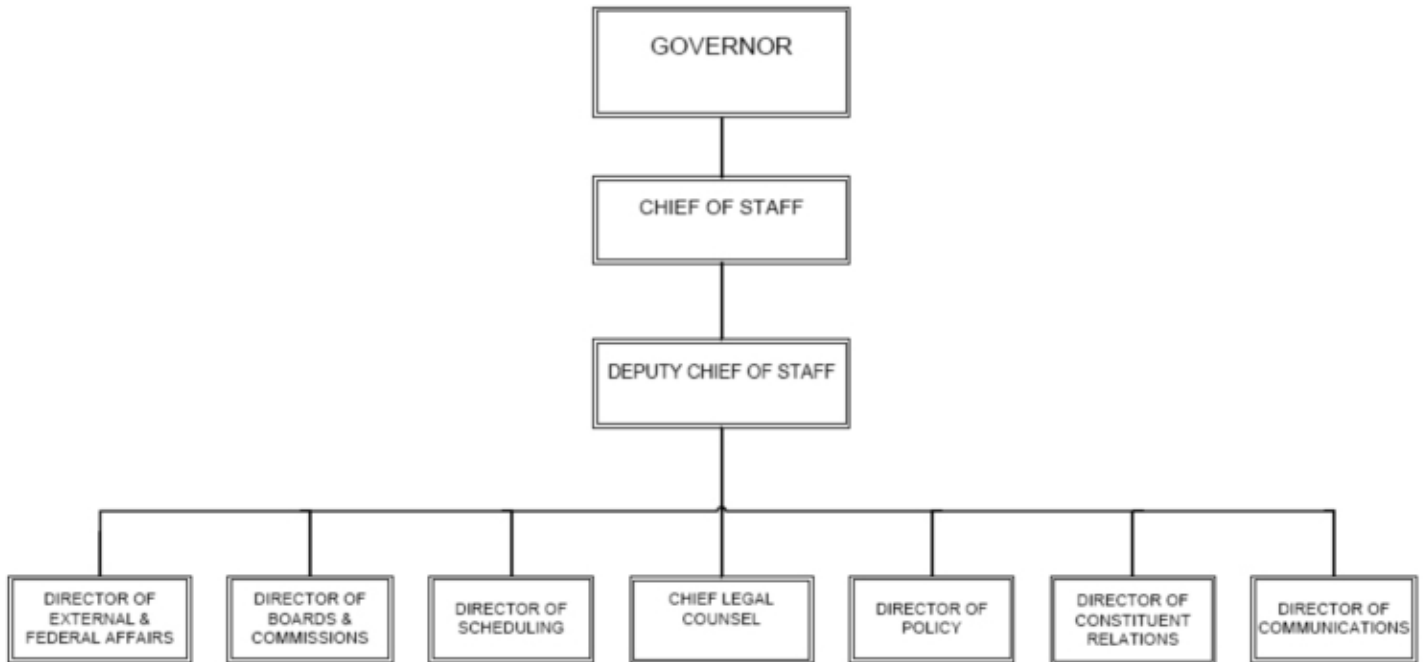 GOVERNOR
CHIEF OF STAFF
DEPUTY CHIEF OF STAFF
DIRECTOR OF
EXTERNAL &
FEDERAL AFFAIRS
DIRECTOR OF
BOARDS &
COMMISSIONS
DIRECTOR OF
SCHEDULING
CHIEF LEGAL
COUNSEL
DIRECTOR OF
POLICY
DIRECTOR OF
CONSTITUENT
RELATIONS
DIRECTOR OF
COMMUNICATIONS